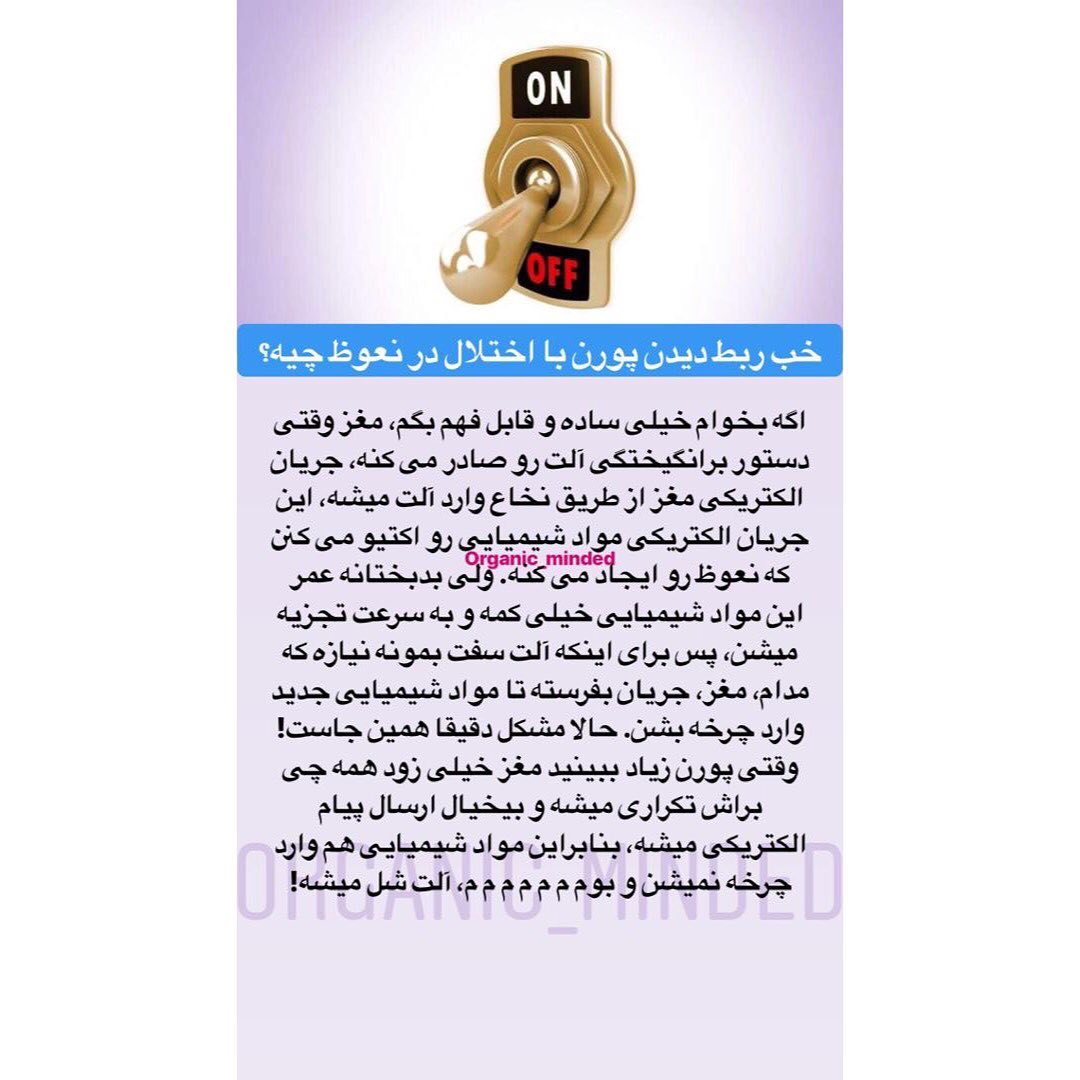 ON
OFF
خب ربط دیدن پورن با اختلال در نعوظ چیه؟
اگه بخوام خیلی ساده و قابل فهم بگم، مغز وقتی
دستور برانگیختگی آلت رو صادر می کنه، جریان
الکتریکی مغز از طریق نخاع وارد آلت میشه، این
جریان الکتریکی مواد شیمیایی رو اکتیو می کنن
Organic_minded
که نعوظ رو ایجاد می کنه. ولی بدبختانه عمر
این مواد شیمیایی خیلی کمه و به سرعت تجزیه
میشن، پس برای اینکه آلت سفت بمونه نیازه که
مدام، مغز، جریان بفرسته تا مواد شیمیایی جدید
وارد چرخه بشن. حالا مشکل دقیقا همین جاست!
وقتی پورن زیاد ببینید مغز خیلی زود همه چی
براش تکراری میشه و بیخیال ارسال پیام
الکتریکی میشه، بنابراین مواد شیمیایی هم وارد
چرخه نمیشن و بوم م م م م م م، آلت شل میشه!
ORGANIC_MINDED